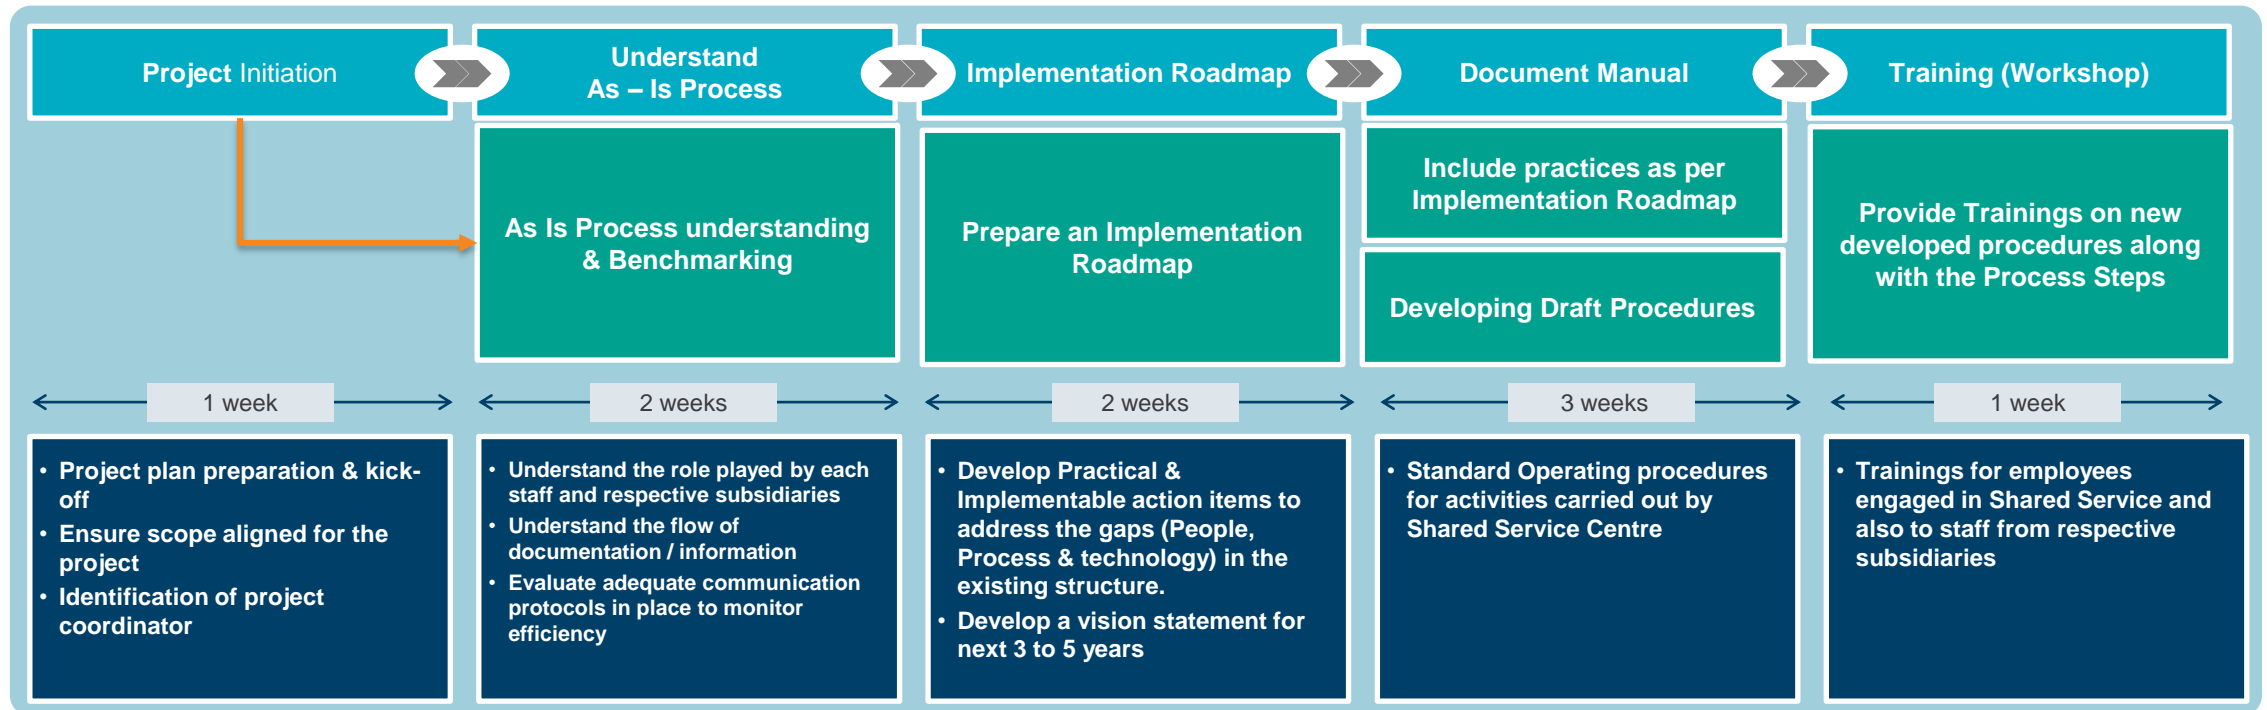 Project Initiation
Understand
As – Is Process
Implementation Roadmap
Document Manual
Training (Workshop)
As Is Process understanding
& Benchmarking
Prepare an Implementation
Roadmap
Include practices as per
Implementation Roadmap
Developing Draft Procedures
Provide Trainings on new
developed procedures along
with the Process Steps
1 week
2 weeks
2 weeks
3 weeks
1 week
• Project plan preparation & kick-
off
• Ensure scope aligned for the
project
• Identification of project
coordinator
• Understand the role played by each
staff and respective subsidiaries
• Understand the flow of
documentation / information
• Evaluate adequate communication
protocols in place to monitor
efficiency
• Develop Practical &
Implementable action items to
address the gaps (People,
Process & technology) in the
existing structure.
• Develop a vision statement for
next 3 to 5 years
• Standard Operating procedures
for activities carried out by
Shared Service Centre
• Trainings for employees
engaged in Shared Service and
also to staff from respective
subsidiaries